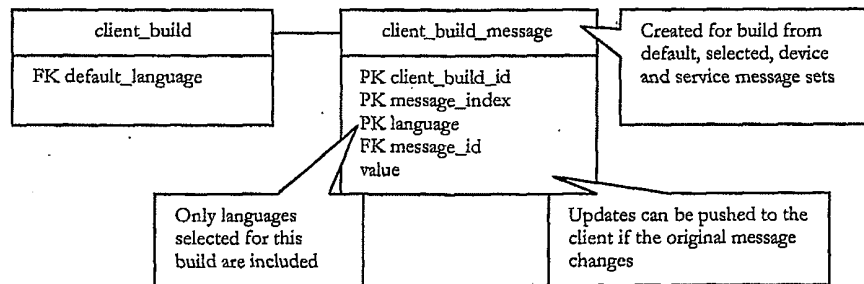 client_build
FK default_language
client_build_message
PK client_build_id
PK message_index
PK language
FK message_id
value
Created for build from
default, selected, device
and service message sets
Only languages
selected for this
build are included
Updates can be pushed to the
client if the original message
changes